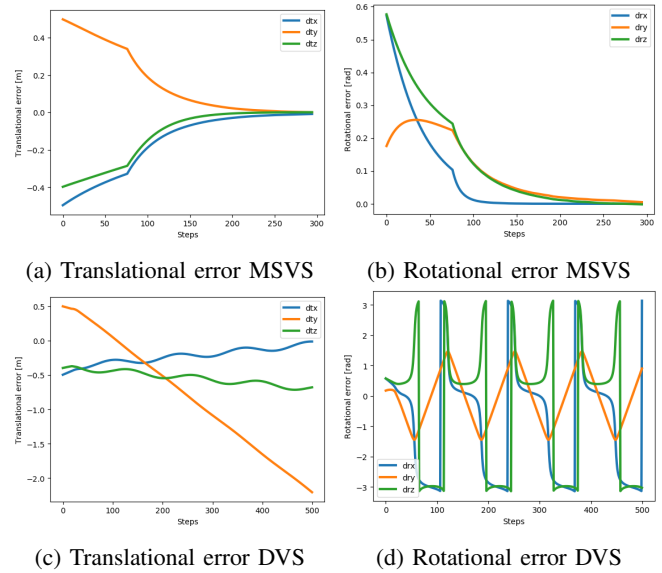 dtx
dty
dtz
0.4
0.2
0.0
−0.2
−0.4
Translational error [m]
0 50 100 150 200 250 300
Steps
(a) Translational error MSVS
drx
dry
drz
0.6
0.5
0.4
0.3
0.2
0.1
0.0
Rotational error [rad]
0 50 100 150 200 250 300
Steps
(b) Rotational error MSVS
dtx
dty
dtz
0.5
0.0
−0.5
−1.0
−1.5
−2.0
Translational error [m]
0 100 200 300 400 500
Steps
(c) Translational error DVS
3
2
1
0
−1
−2
−3
Rotational error [rad]
drx
dry
drz
0 100 200 300 400 500
Steps
(d) Rotational error DVS